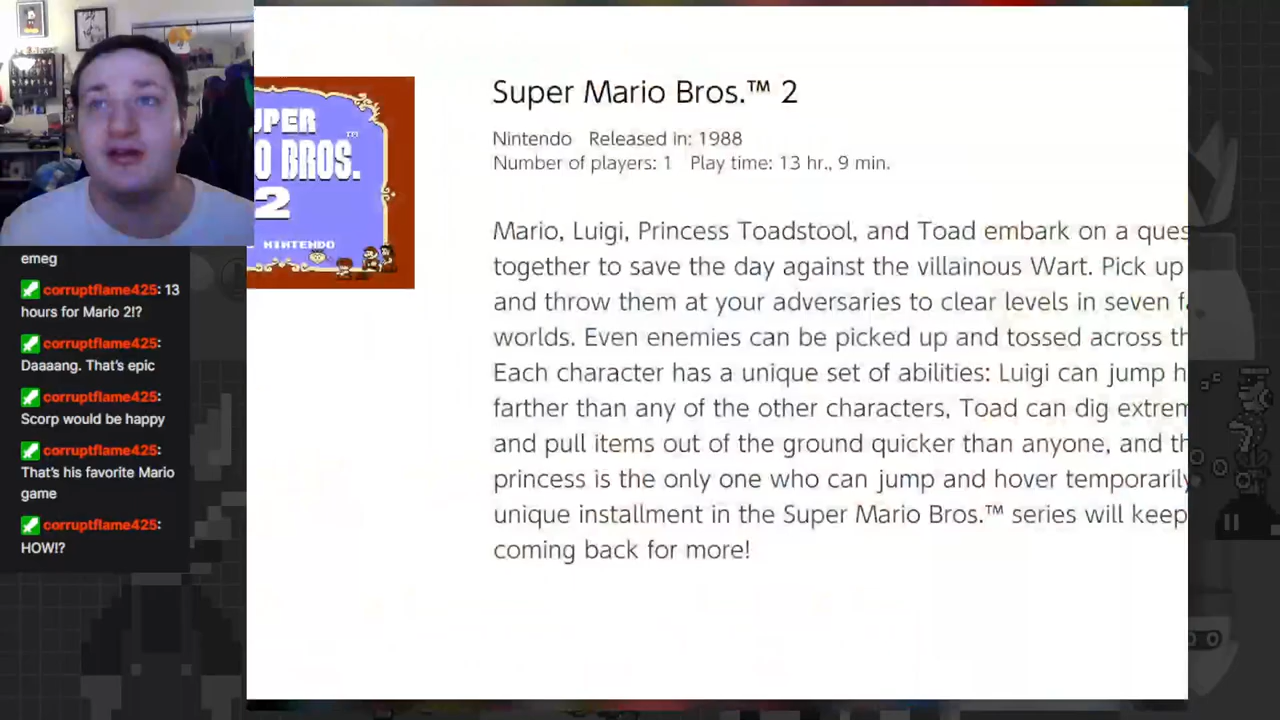 emeg
corruptflame425: 13
hours for Mario 2!?
corruptflame425:
Daaaang. That's epic
corruptflame425:
Scorp would be happy
corruptflame425:
That's his favorite Mario
game
corruptflame425:
HOW!?
UPER
O BROS.
TM
2
NINTENDO
Super Mario Bros.™ 2
Nintendo Released in: 1988
Number of players: 1 Play time: 13 hr., 9 min.
Mario, Luigi, Princess Toadstool, and Toad embark on a ques
together to save the day against the villainous Wart. Pick up
and throw them at your adversaries to clear levels in seven f
worlds. Even enemies can be picked up and tossed across th
Each character has a unique set of abilities: Luigi can jump h
farther than any of the other characters, Toad can dig extrem
and pull items out of the ground quicker than anyone, and th
princess is the only one who can jump and hover temporarily
unique installment in the Super Mario Bros.™ series will keep
coming back for more!